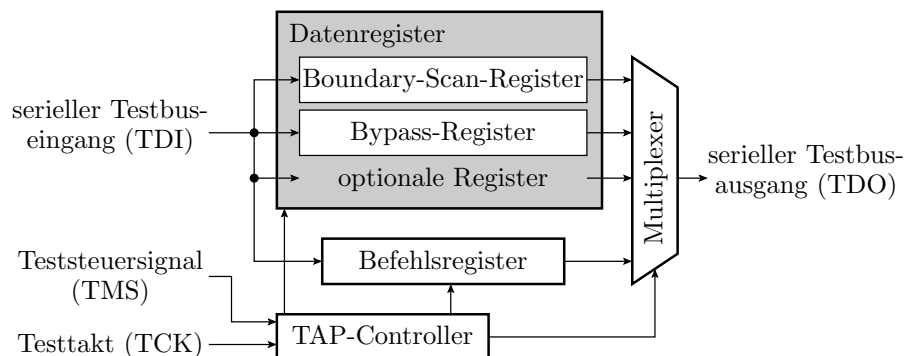 Datenregister
Boundary-Scan-Register
serieller Testbus-
eingang (TDI)
Bypass-Register
optionale Register
Multiplexer
serieller Testbus-
ausgang (TDO)
Befehlsregister
Teststeuersignal
(TMS)
Testtakt (TCK)
TAP-Controller